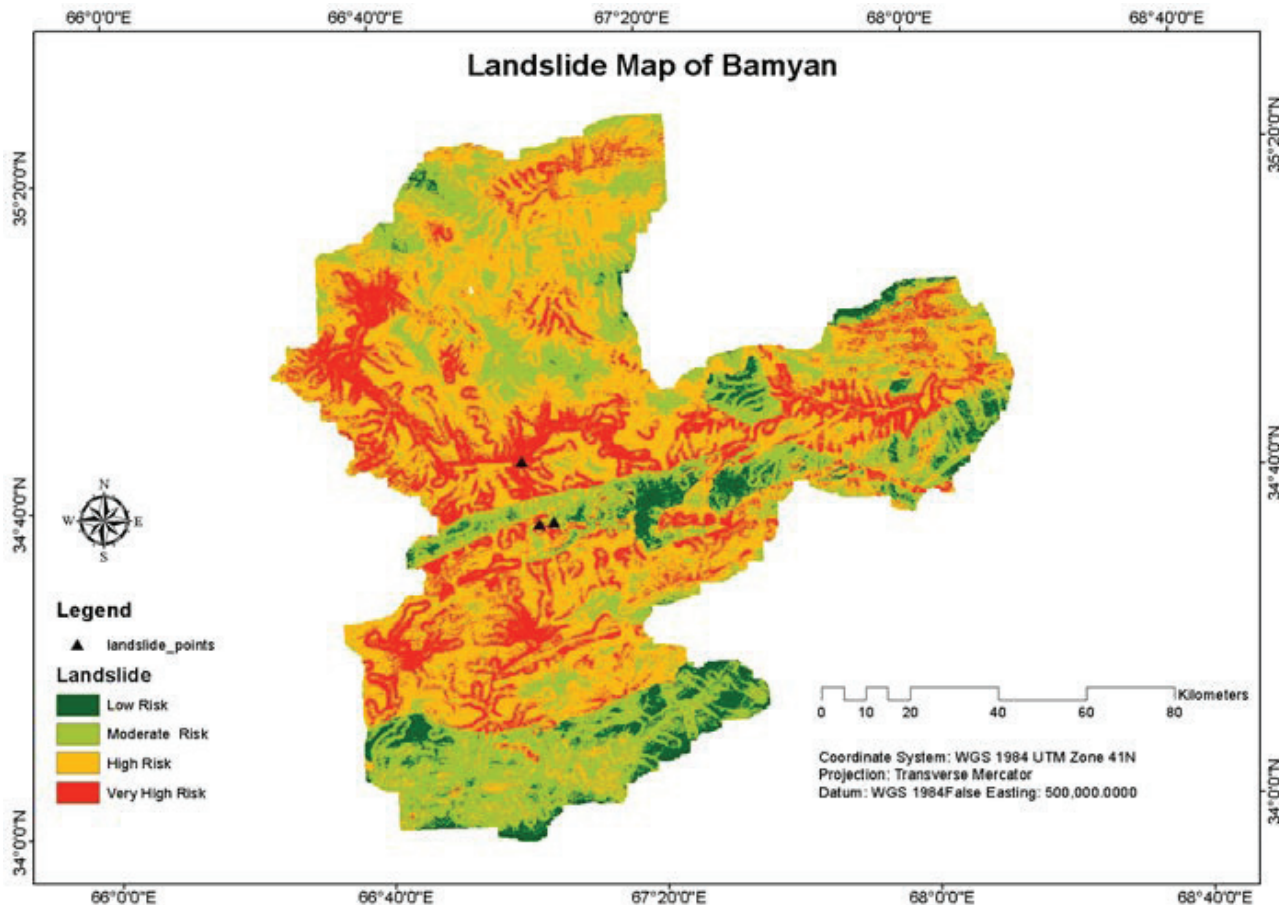 66°0'0"E 66°40'0"E 67°20'0"E 68°0'0"E 68°40'0"E
Landslide Map of Bamyan
35°20'0"N
35°20'0"N
34°40'0"N
34°40'0"N
N
W E
S
Legend
landslide_points
Landslide
Low Risk
Moderate Risk
High Risk
Very High Risk
Kilometers
0 10 20 40 60 80
Coordinate System: WGS 1984 UTM Zone 41N
Projection: Transverse Mercator
Datum: WGS 1984False Easting: 500,000.0000
34°0'0"N
34°0'0"N
66°0'0"E 66°40'0"E 67°20'0"E 68°0'0"E 68°40'0"E